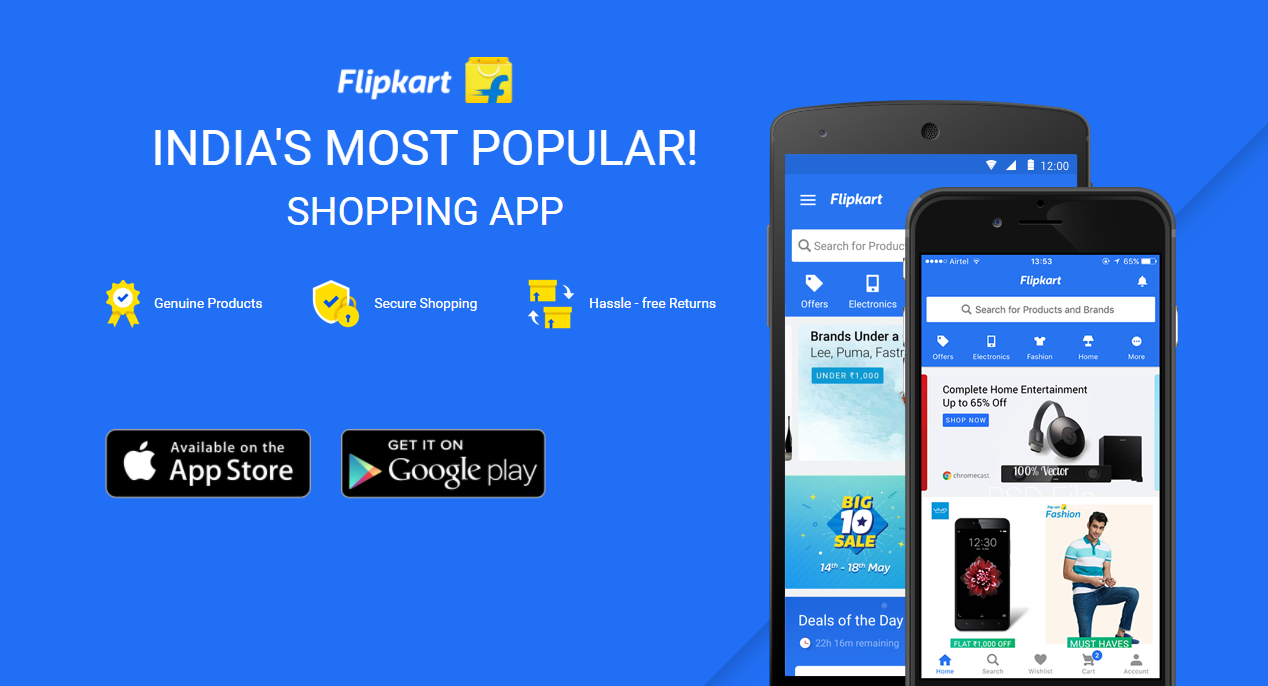 Flipkart
INDIA'S MOST POPULAR!
SHOPPING APP
Genuine Products
Secure Shopping
Hassle - free Returns
Available on the
App Store
GET IT ON
Google play
12:00
Flipkart
Search for Produc
Offers
Electronics
Brands Under a
Lee, Puma, Fastr
UNDER ₹1,000
BIG
10
SALE
14th - 18th May
Deals of the Day
22h 16m remaining
Airtel
13:53
65%
Flipkart
Search for Products and Brands
Offers
Electronics
Fashion
Home
More
Complete Home Entertainment
Up to 65% Off
SHOP NOW
chromecast
100% Vector
vivo
12:30
FLAT ₹1,000 OFF
Fashion
MUST HAVES
2
Home
Search
Wishlist
Cart
Account